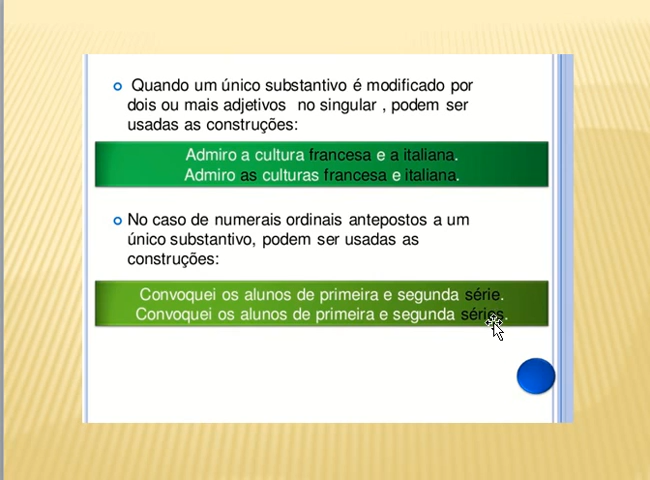 Quando um único substantivo é modificado por
dois ou mais adjetivos no singular , podem ser
usadas as construções:
Admiro a cultura francesa e a italiana.
Admiro as culturas francesa e italiana.
No caso de numerais ordinais antepostos a um
único substantivo, podem ser usadas as
construções:
Convoquei os alunos de primeira e segunda série.
Convoquei os alunos de primeira e segunda séries.